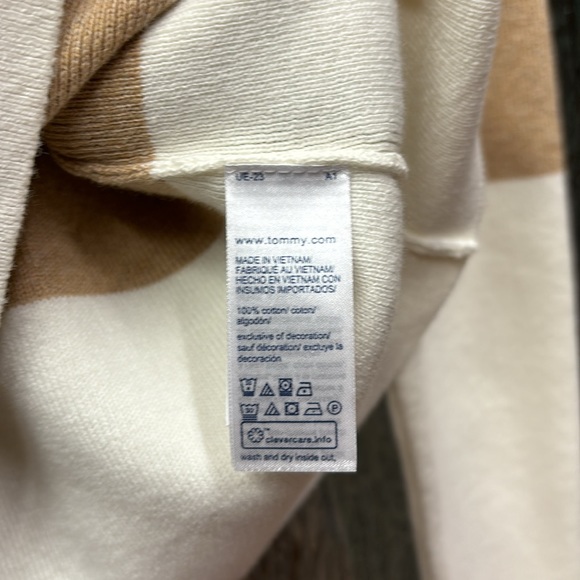 UE-23 A1
www.tommy.com
MADE IN VIETNAM/
FABRIQUÉ AU VIETNAM/
HECHO EN VIETNAM CON
INSUMOS IMPORTADOS/
100% cotton/ coton/
algodón/
exclusive of decoration/
sauf décoration/ excluye la
decoración
P
clevercare.info
wash and dry inside out,